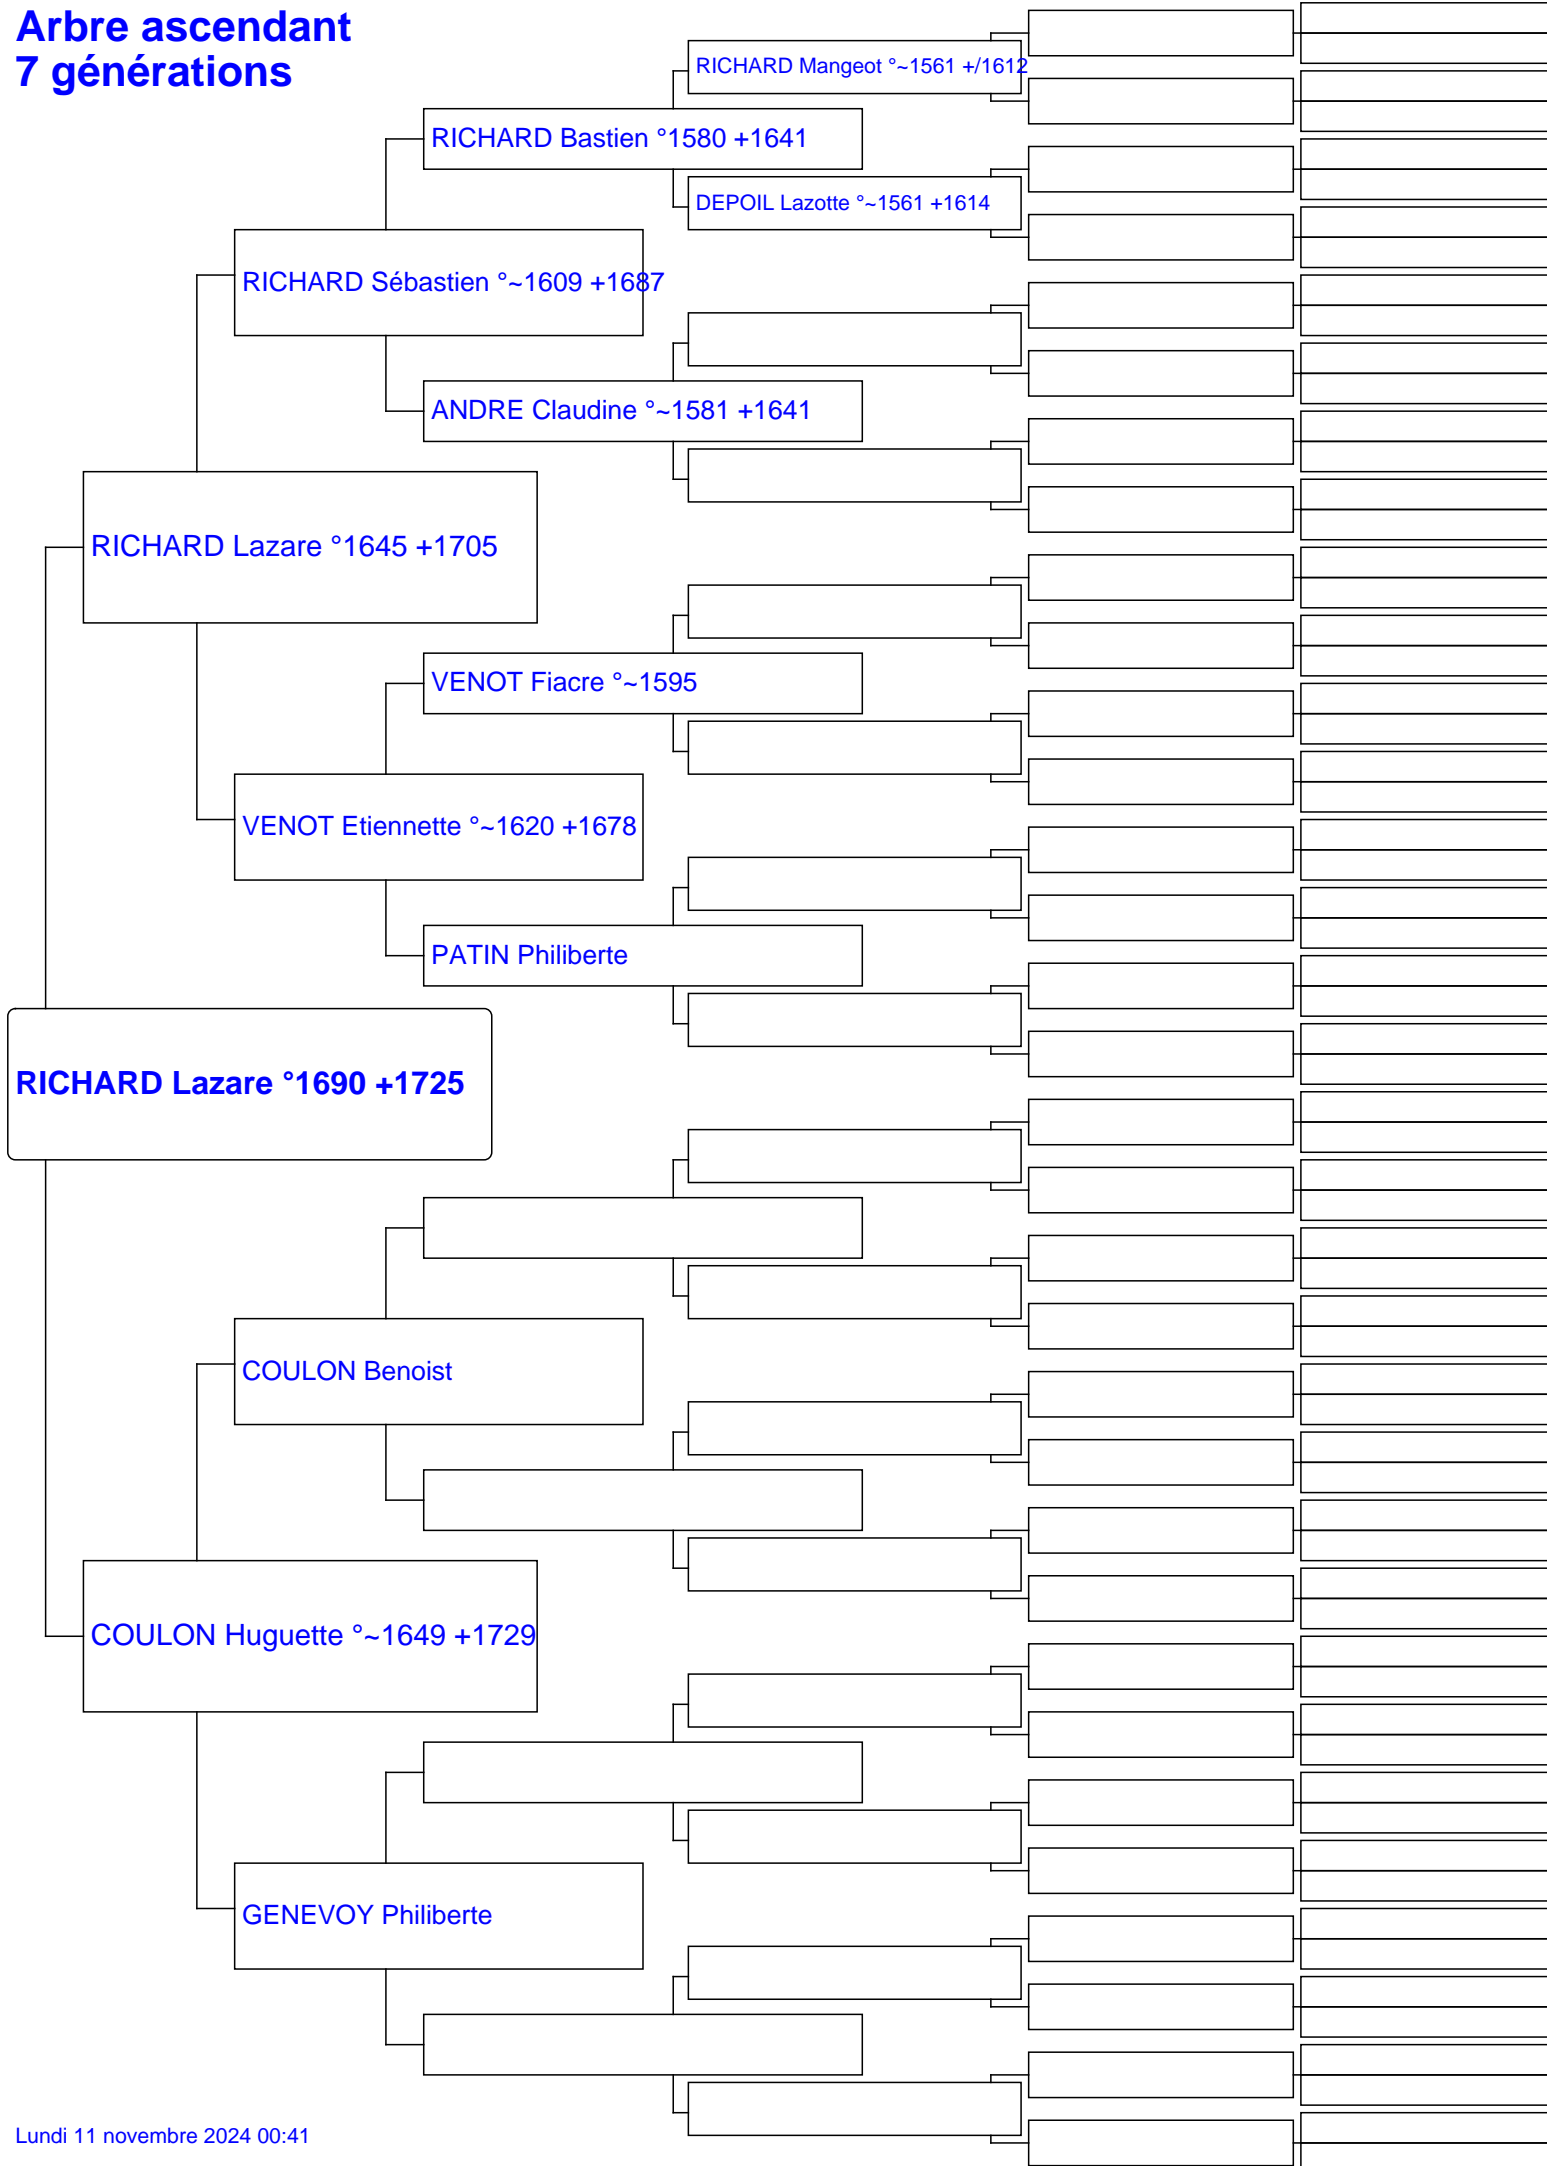 Arbre ascendant
7 générations
RICHARD Mangeot °~1561 +/1612
RICHARD Bastien °1580 +1641
DEPOIL Lazotte °~1561 +1614
RICHARD Sébastien °~1609 +1687
ANDRE Claudine °~1581 +1641
RICHARD Lazare °1645 +1705
VENOT Fiacre °~1595
VENOT Etiennette °~1620 +1678
PATIN Philiberte
RICHARD Lazare °1690 +1725
COULON Benoist
COULON Huguette °~1649 +1729
GENEVOY Philiberte
Lundi 11 novembre 2024 00:41